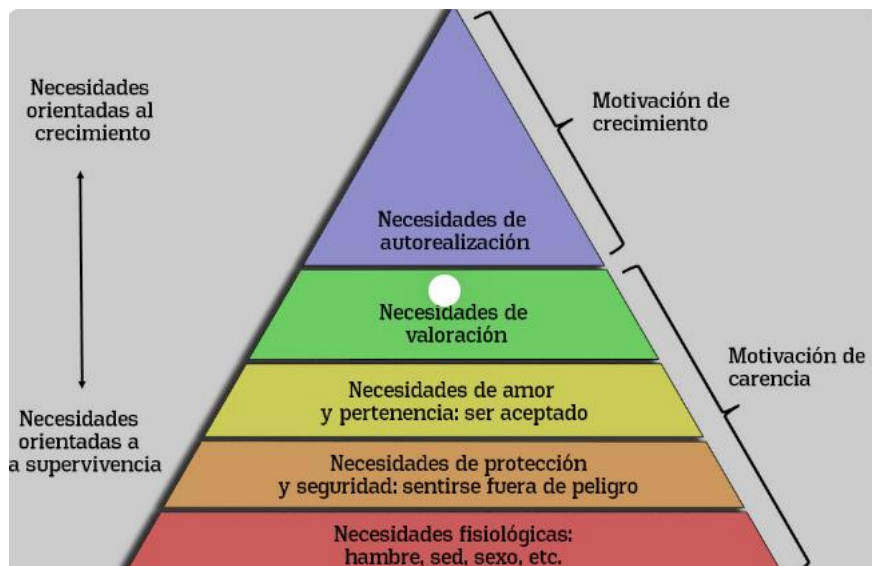 Necesidades
orientadas al
crecimiento
Motivación de
crecimiento
Necesidades de
autorealización
Necesidades de
valoración
Motivación de
carencia
Necesidades de amor
y pertenencia: ser aceptado
Necesidades
orientadas a
a supervivencia
Necesidades de protección
y seguridad: sentirse fuera de peligro
Necesidades fisiológicas:
hambre, sed, sexo, etc.